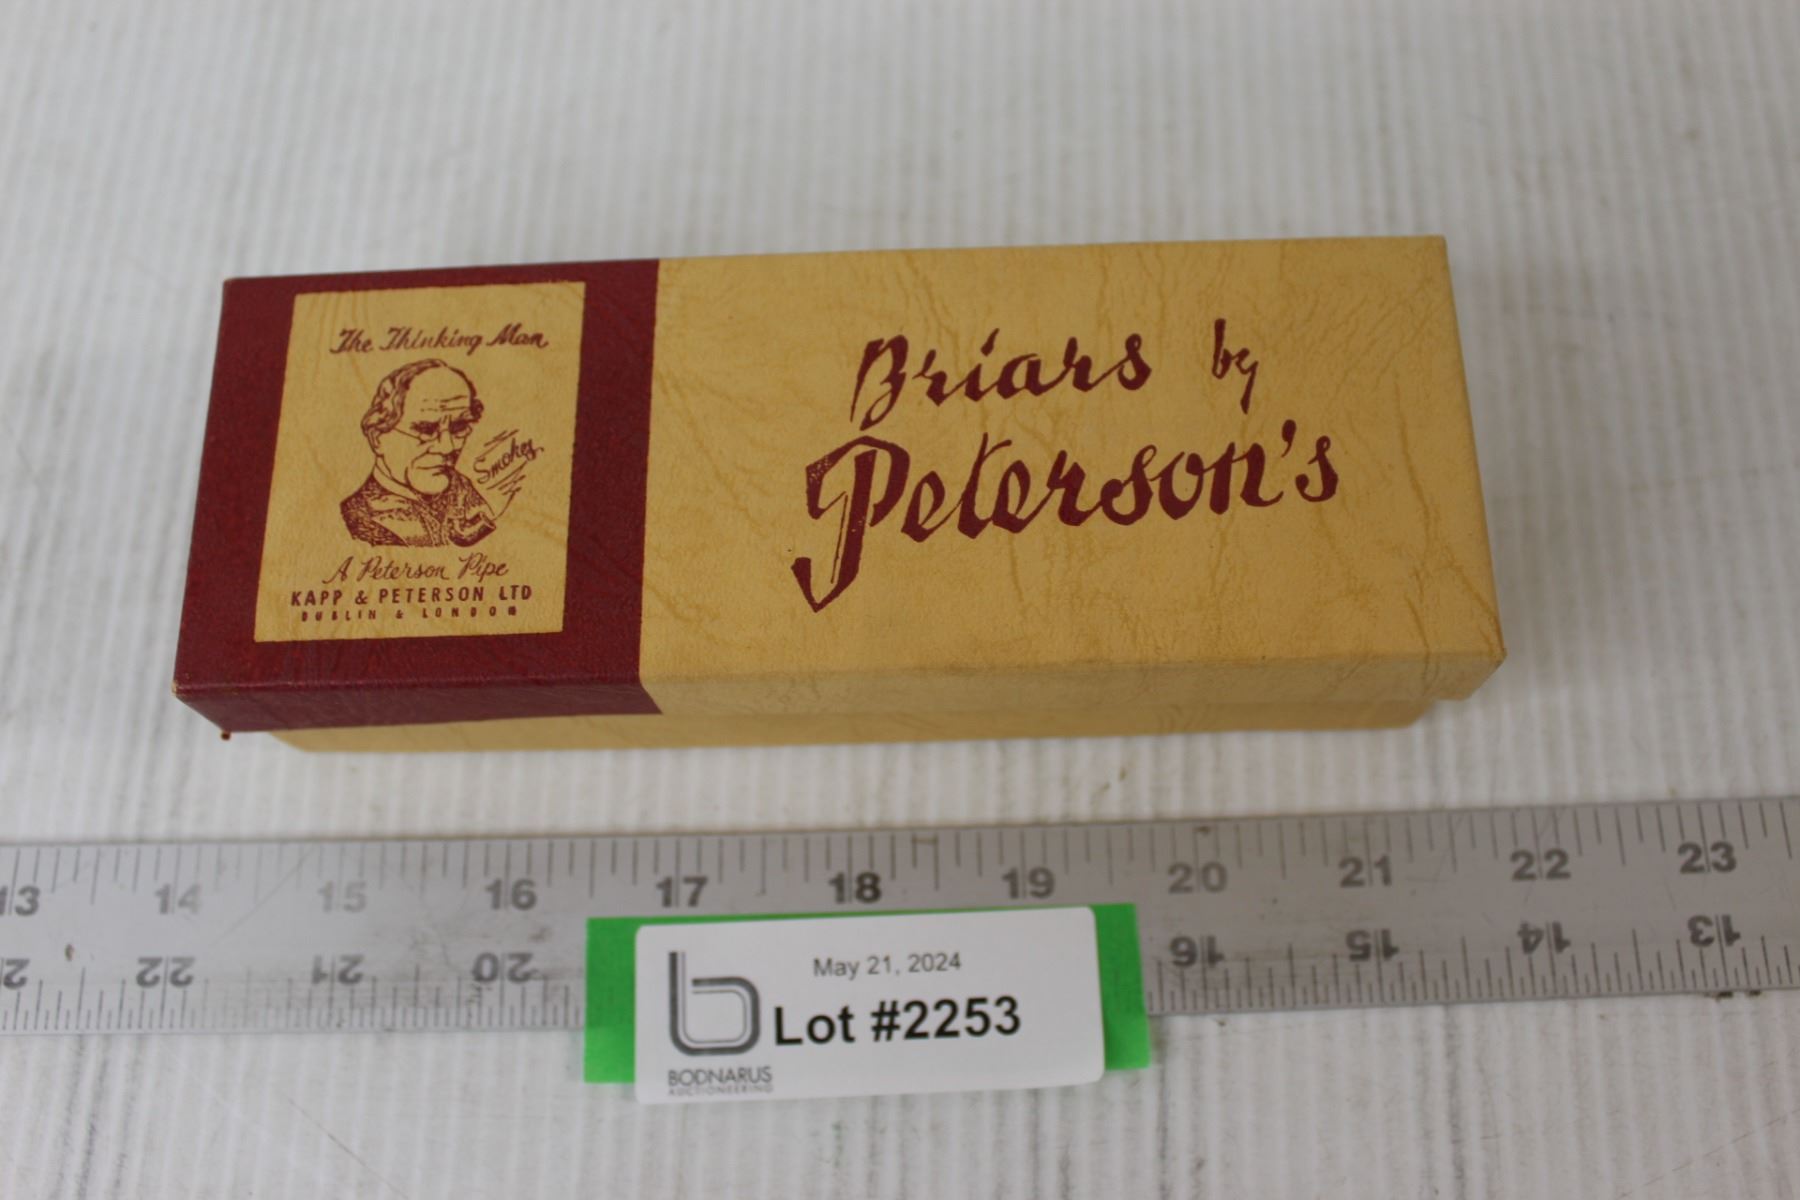 The Thinking Man
Smokes
A Peterson Pipe
KAPP & PETERSON LTD
DUBLIN & LONDON
Briars by
Peterson's
13 14 15 16 17 18 19 20 21 22 23
2 22 21 20 16 15 14 13
May 21, 2024
Lot #2253
BODNARUS
AUCTIONEERING